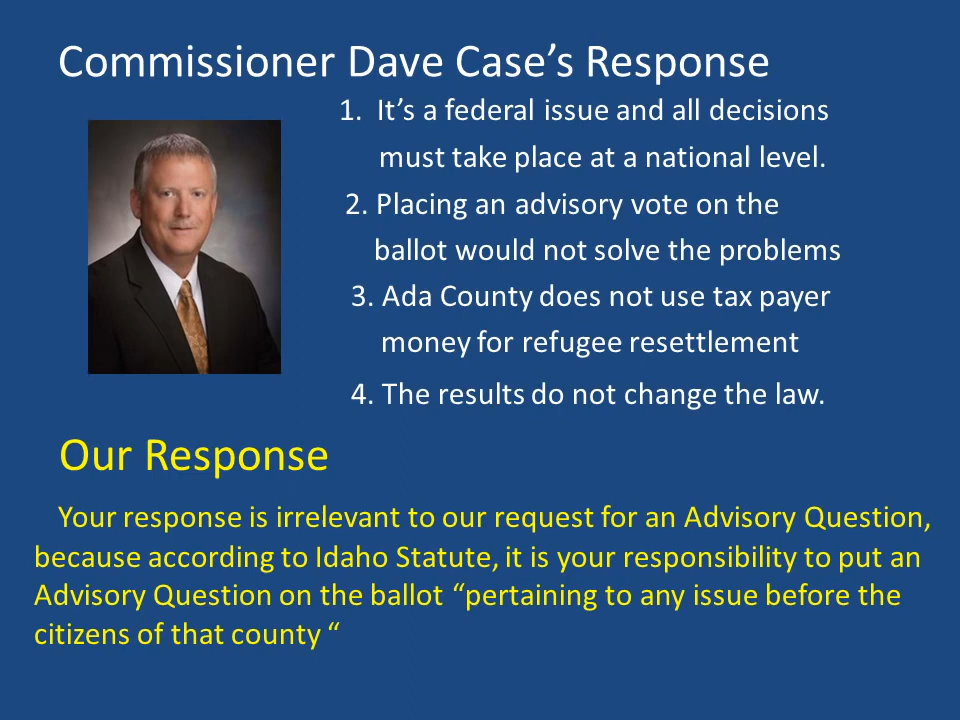 Commissioner Dave Case’s Response
1. It’s a federal issue and all decisions
must take place at a national level.
2. Placing an advisory vote on the
ballot would not solve the problems
3. Ada County does not use tax payer
money for refugee resettlement
4. The results do not change the law.
Our Response
Your response is irrelevant to our request for an Advisory Question,
because according to Idaho Statute, it is your responsibility to put an
Advisory Question on the ballot “pertaining to any issue before the
citizens of that county “